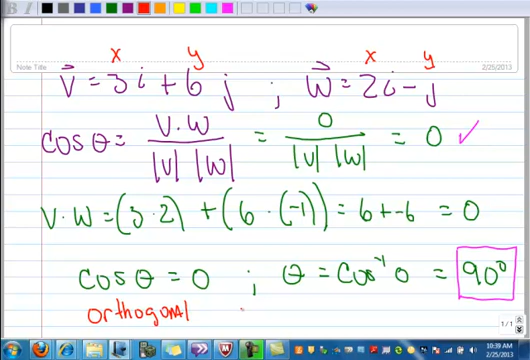 B I
x y x y
Note Title 2/25/2013
v⃗ = 3i + 6j ; w⃗ = 2i - j
cos θ = V·W / |V| |W| = 0 / |V| |W| = 0 ✓
V·W = (3·2) + (6·(-1)) = 6 + -6 = 0
cos θ = 0 ; θ = cos⁻¹ 0 = 90°
orthogonal
1/1
10:39 AM
2/25/2013